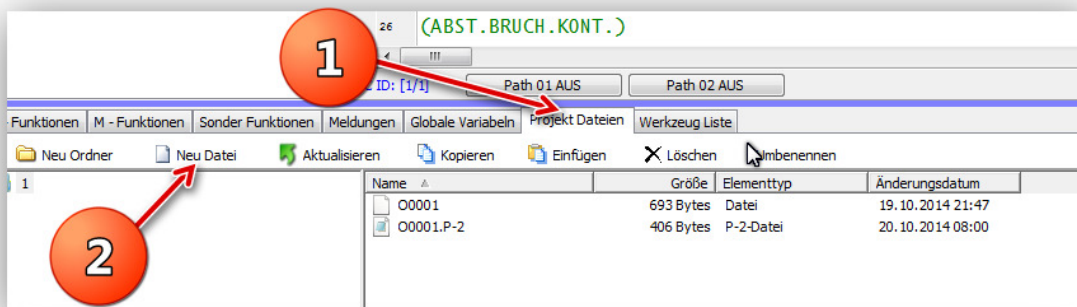 26 (ABST.BRUCH.KONT.)
1
ID: [1/1] Path 01 AUS Path 02 AUS
Funktionen M - Funktionen Sonder Funktionen Meldungen Globale Variabeln Projekt Dateien Werkzeug Liste
Neu Ordner Neu Datei Aktualisieren Kopieren Einfügen Löschen Umbenennen
1 Name Größe Elementtyp Änderungsdatum
O0001 693 Bytes Datei 19.10.2014 21:47
O0001.P-2 406 Bytes P-2-Datei 20.10.2014 08:00
2